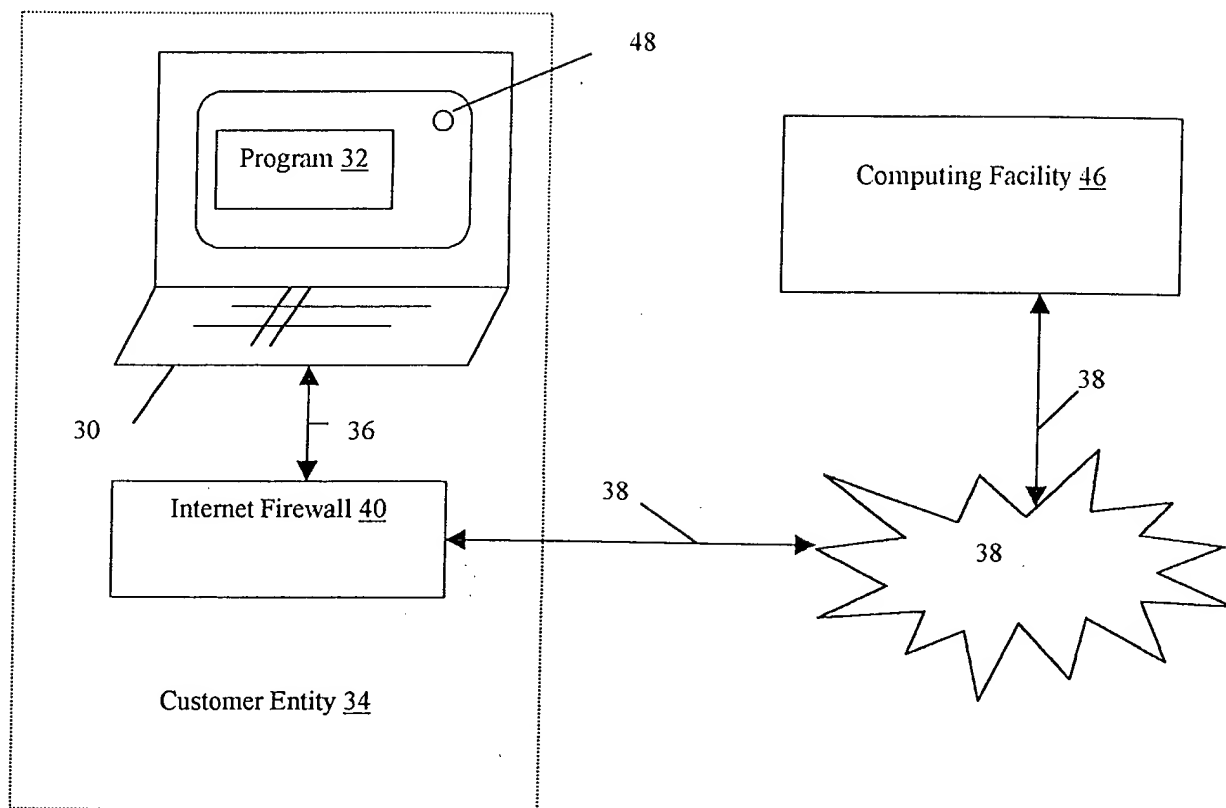 48
Program 32
Computing Facility 46
38
30
36
Internet Firewall 40
38
38
Customer Entity 34